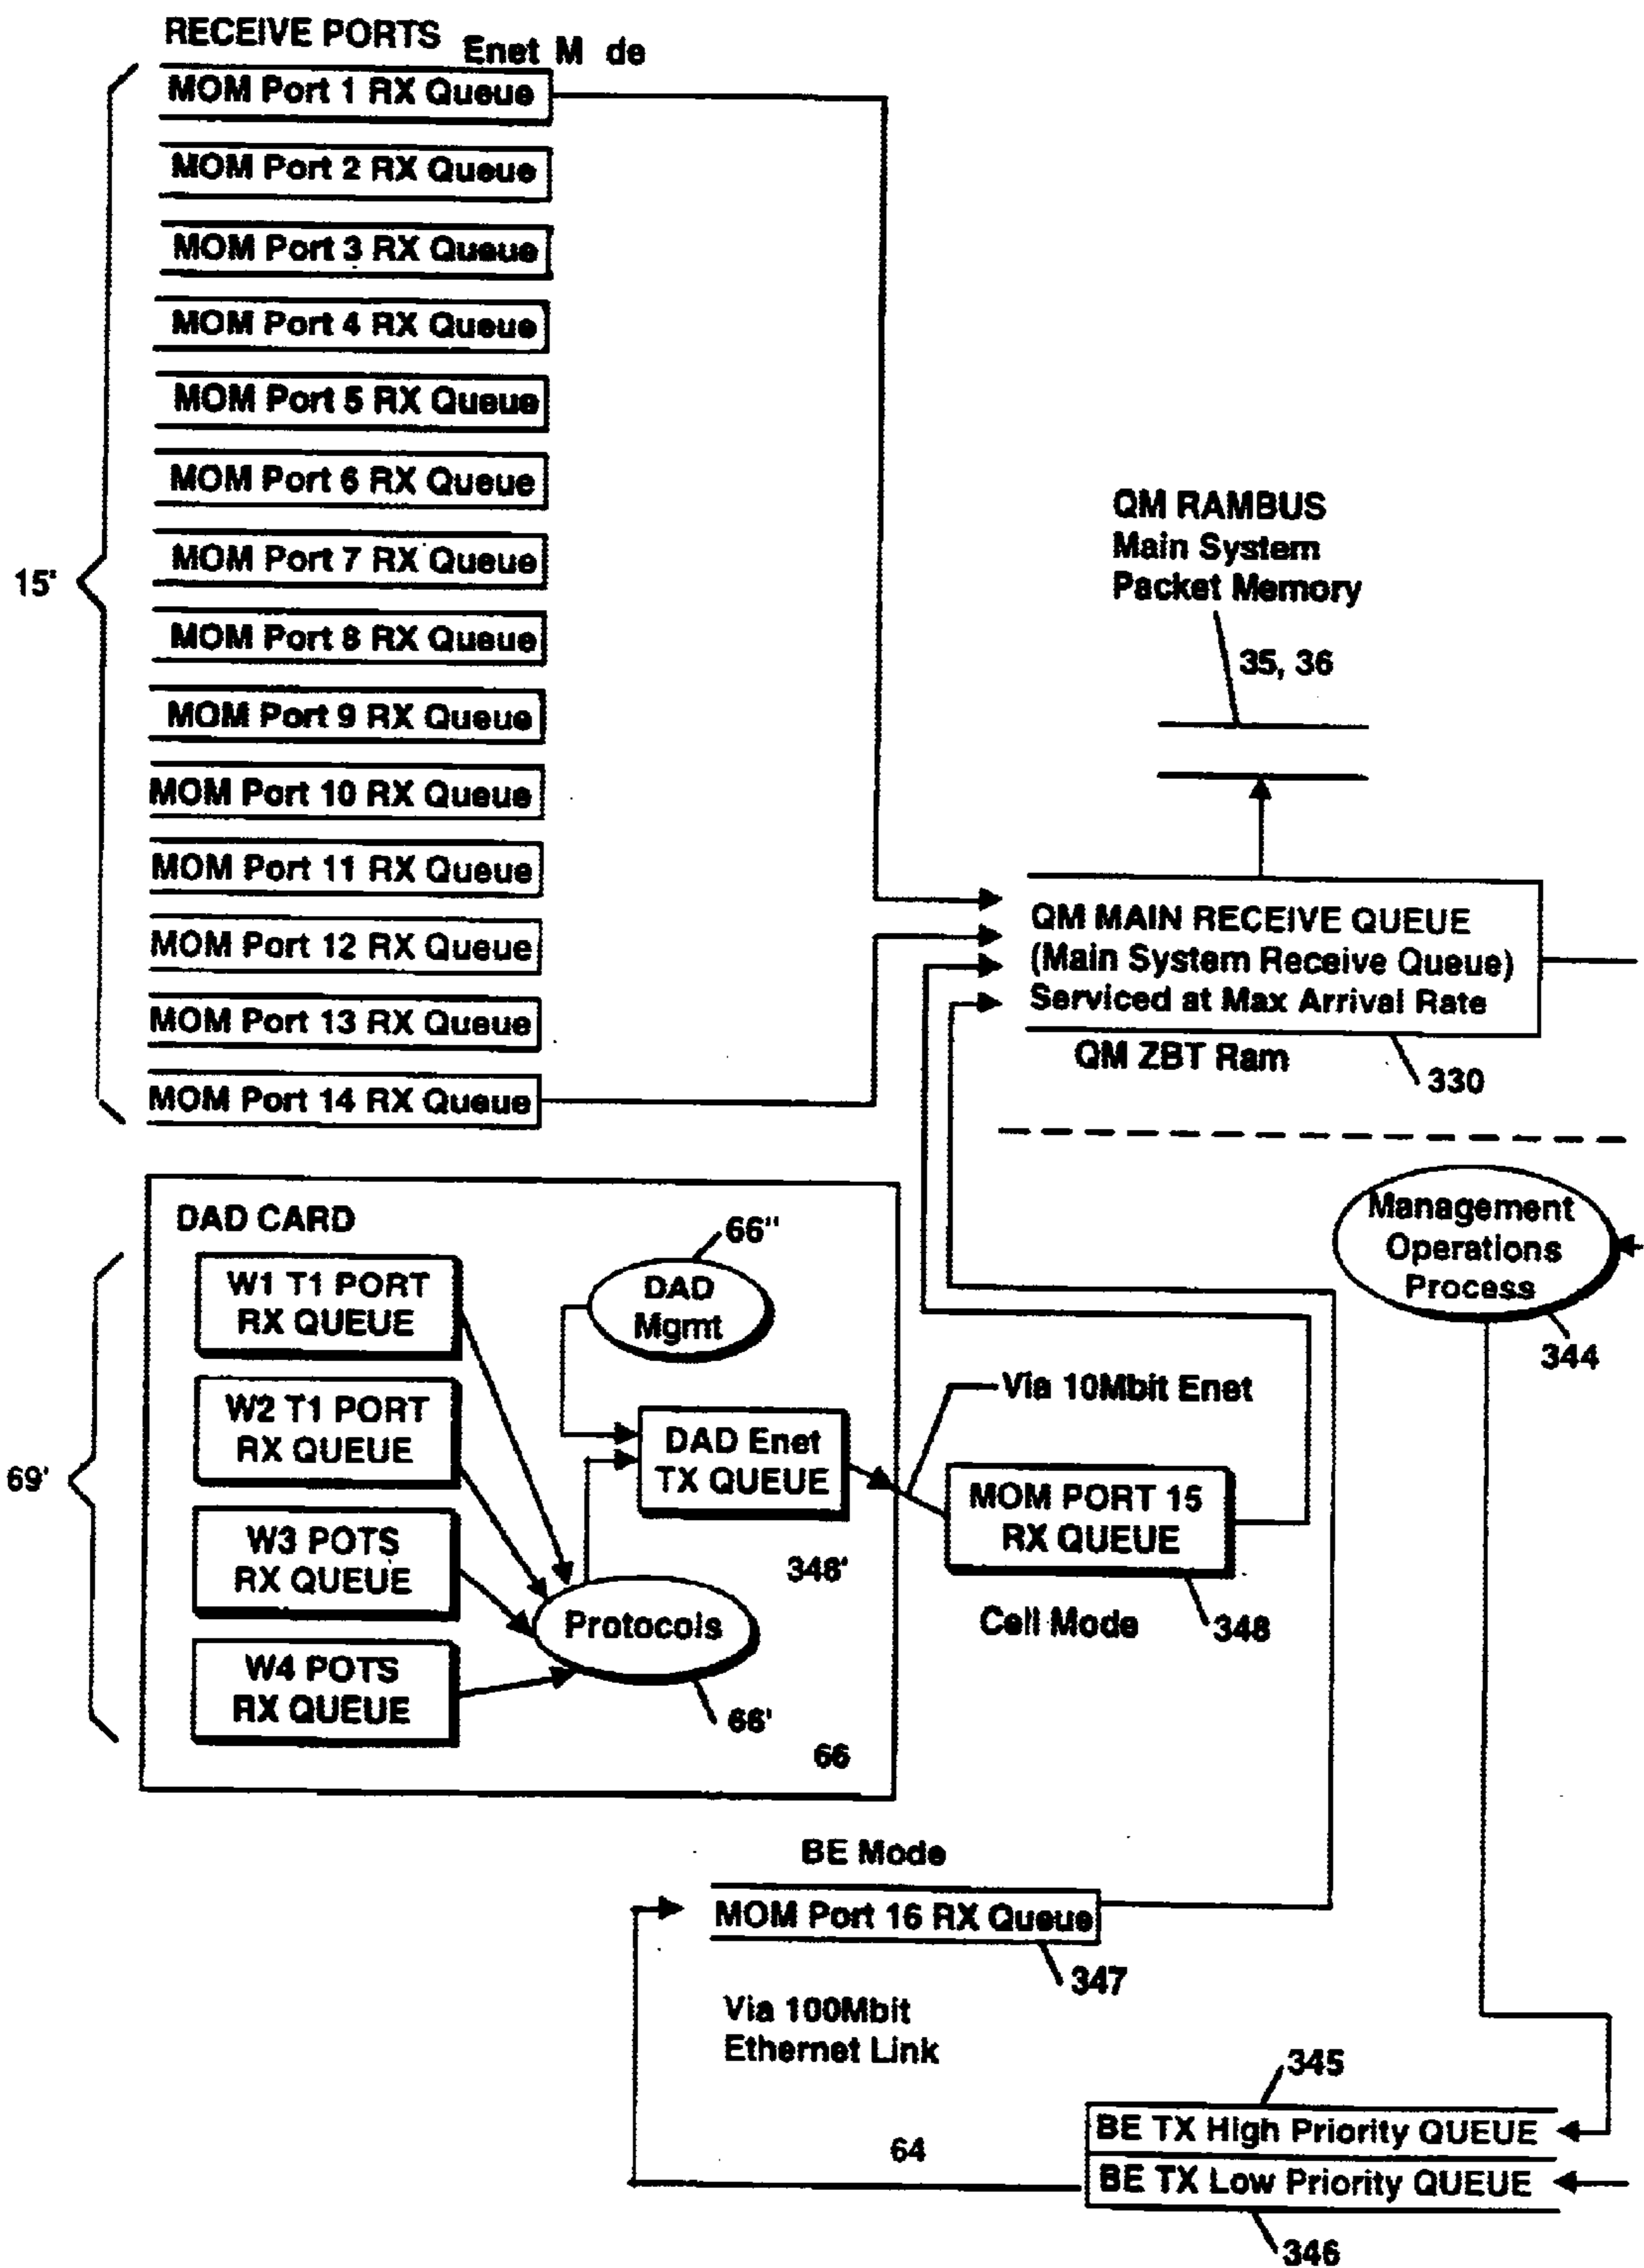 RECEIVE PORTS
Enet M de
MOM Port 1 RX Queue
MOM Port 2 RX Queue
MOM Port 3 RX Queue
MOM Port 4 RX Queue
MOM Port 5 RX Queue
MOM Port 6 RX Queue
MOM Port 7 RX Queue
MOM Port 8 RX Queue
MOM Port 9 RX Queue
MOM Port 10 RX Queue
MOM Port 11 RX Queue
MOM Port 12 RX Queue
MOM Port 13 RX Queue
MOM Port 14 RX Queue
15'
QM RAMBUS
Main System
Packet Memory
35, 36
QM MAIN RECEIVE QUEUE
(Main System Receive Queue)
Serviced at Max Arrival Rate
QM ZBT Ram
330
Management
Operations
Process
344
DAD CARD
66"
W1 T1 PORT
RX QUEUE
W2 T1 PORT
RX QUEUE
W3 POTS
RX QUEUE
W4 POTS
RX QUEUE
69'
DAD
Mgmt
DAD Enet
TX QUEUE
348'
Protocols
66'
66
Via 10Mbit Enet
MOM PORT 15
RX QUEUE
Cell Mode
348
BE Mode
MOM Port 16 RX Queue
347
Via 100Mbit
Ethernet Link
345
BE TX High Priority QUEUE
64
BE TX Low Priority QUEUE
346